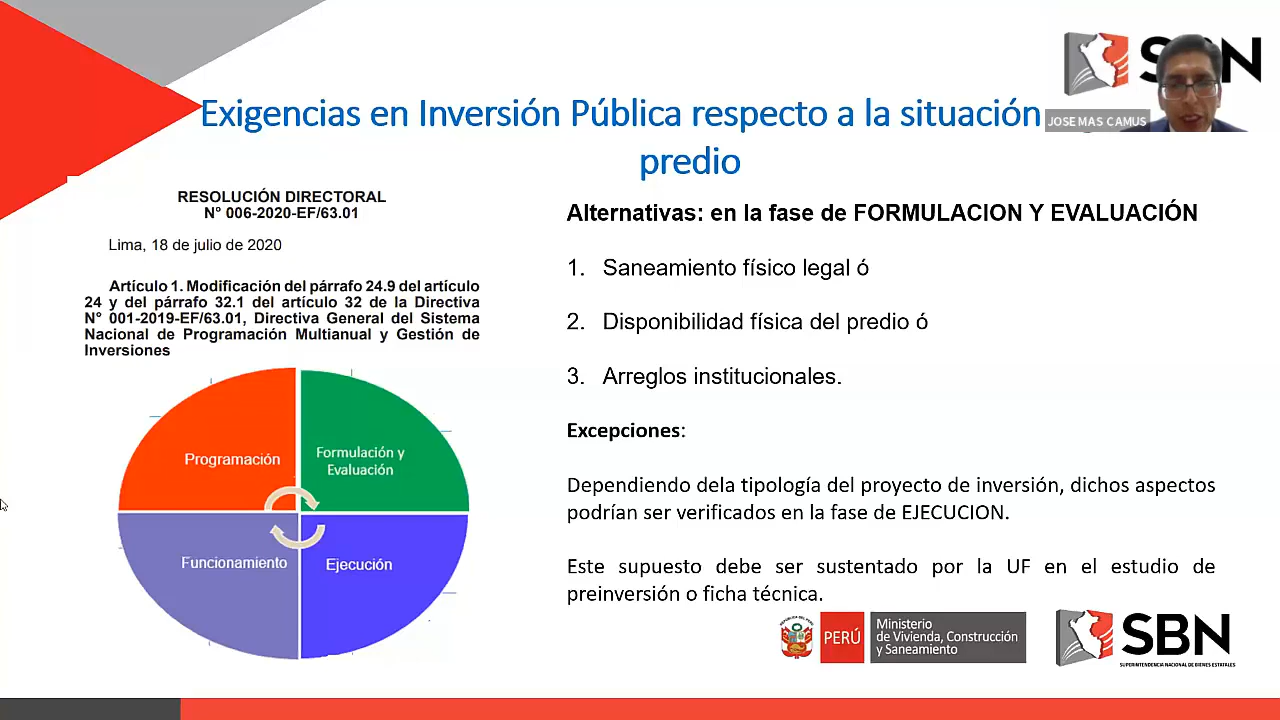 SBN
JOSE MAS CAMUS
Exigencias en Inversión Pública respecto a la situación
predio
RESOLUCIÓN DIRECTORAL
N° 006-2020-EF/63.01
Lima, 18 de julio de 2020
Artículo 1. Modificación del párrafo 24.9 del artículo
24 y del párrafo 32.1 del artículo 32 de la Directiva
N° 001-2019-EF/63.01, Directiva General del Sistema
Nacional de Programación Multianual y Gestión de
Inversiones
Programación
Formulación y
Evaluación
Funcionamiento
Ejecución
Alternativas: en la fase de FORMULACION Y EVALUACIÓN
1. Saneamiento físico legal ó
2. Disponibilidad física del predio ó
3. Arreglos institucionales.
Excepciones:
Dependiendo dela tipología del proyecto de inversión, dichos aspectos
podrían ser verificados en la fase de EJECUCION.
Este supuesto debe ser sustentado por la UF en el estudio de
preinversión o ficha técnica.
PERÚ
Ministerio
de Vivienda, Construcción
y Saneamiento
SBN
SUPERINTENDENCIA NACIONAL DE BIENES ESTATALES